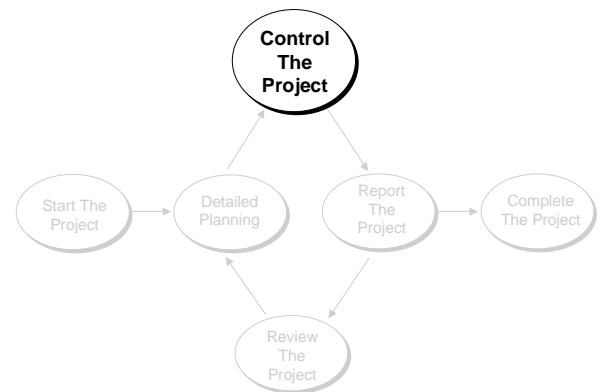 Control
The
Project
Start The
Project
Detailed
Planning
Report
The
Project
Complete
The Project
Review
The
Project